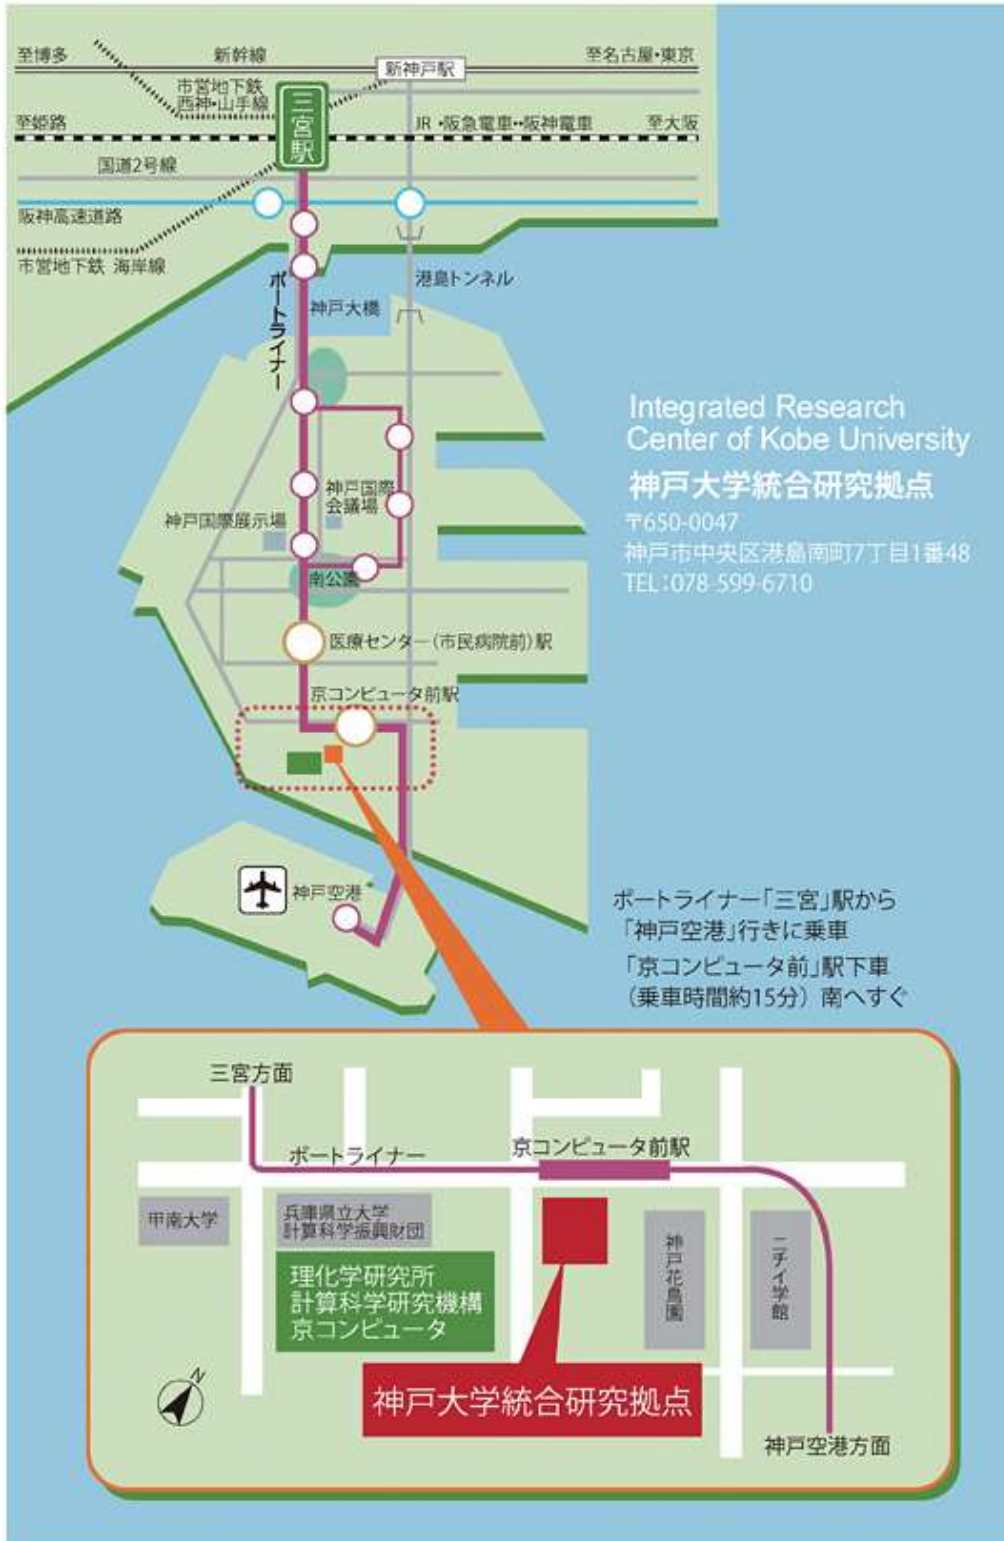 至博多
新幹線
新神戸駅
至名古屋・東京
市営地下鉄
西神・山手線
三宮駅
至姫路
JR ・阪急電車・・阪神電車
至大阪
国道2号線
阪神高速道路
市営地下鉄 海岸線
ポートライナー
神戸大橋
港島トンネル
Integrated Research
Center of Kobe University
神戸大学統合研究拠点
〒650-0047
神戸市中央区港島南町7丁目1番48
TEL:078-599-6710
神戸国際
会議場
神戸国際展示場
南公園
医療センター(市民病院前)駅
京コンピュータ前駅
神戸空港
ポートライナー「三宮」駅から
「神戸空港」行きに乗車
「京コンピュータ前」駅下車
(乗車時間約15分) 南へすぐ
三宮方面
ポートライナー
京コンピュータ前駅
甲南大学
兵庫県立大学
計算科学振興財団
理化学研究所
計算科学研究機構
京コンピュータ
神戸花鳥園
ニチイ学館
N
神戸大学統合研究拠点
神戸空港方面